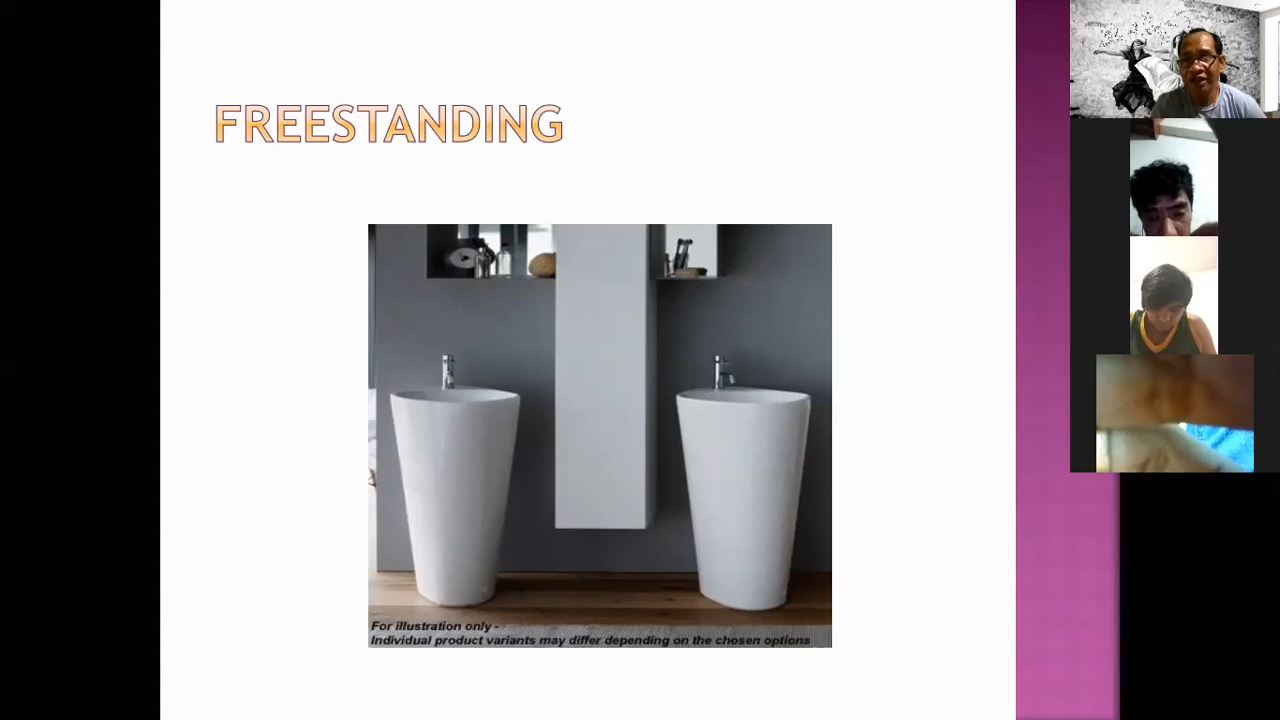 FREESTANDING
For illustration only -
Individual product variants may differ depending on the chosen options